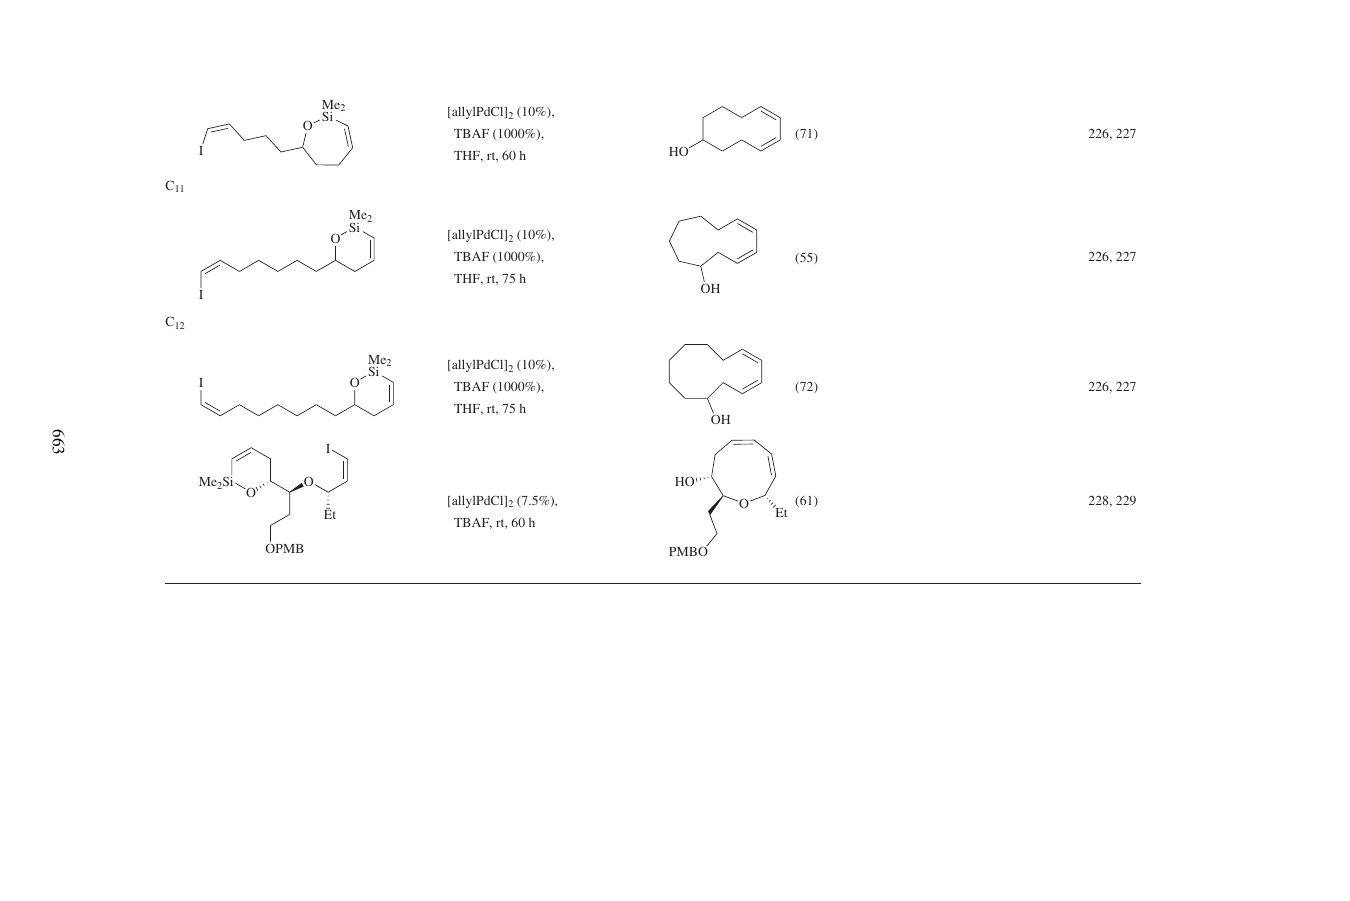 Me2
Si
O
I
[allylPdCl]2 (10%),
TBAF (1000%),
THF, rt, 60 h
HO
(71)
226, 227
C11
Me2
Si
O
I
[allylPdCl]2 (10%),
TBAF (1000%),
THF, rt, 75 h
OH
(55)
226, 227
C12
Me2
Si
O
I
[allylPdCl]2 (10%),
TBAF (1000%),
THF, rt, 75 h
OH
(72)
226, 227
663
I
Me2Si
O
O
Et
OPMB
[allylPdCl]2 (7.5%),
TBAF, rt, 60 h
HO
O
Et
PMBO
(61)
228, 229